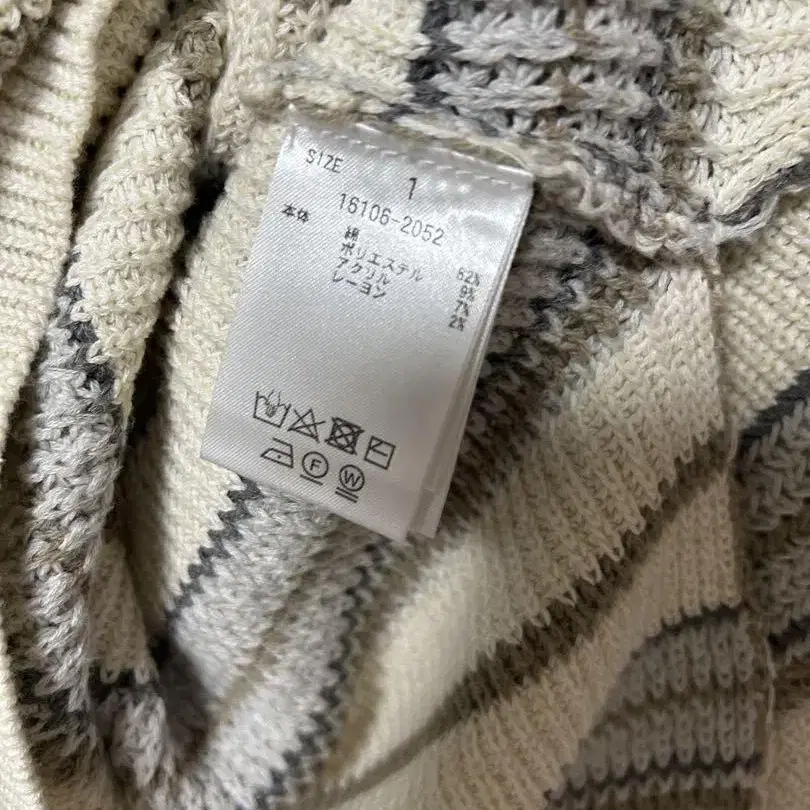 SIZE 1
16106-2052
本体 綿 82%
ポリエステル 9%
アクリル 7%
レーヨン 2%
F W